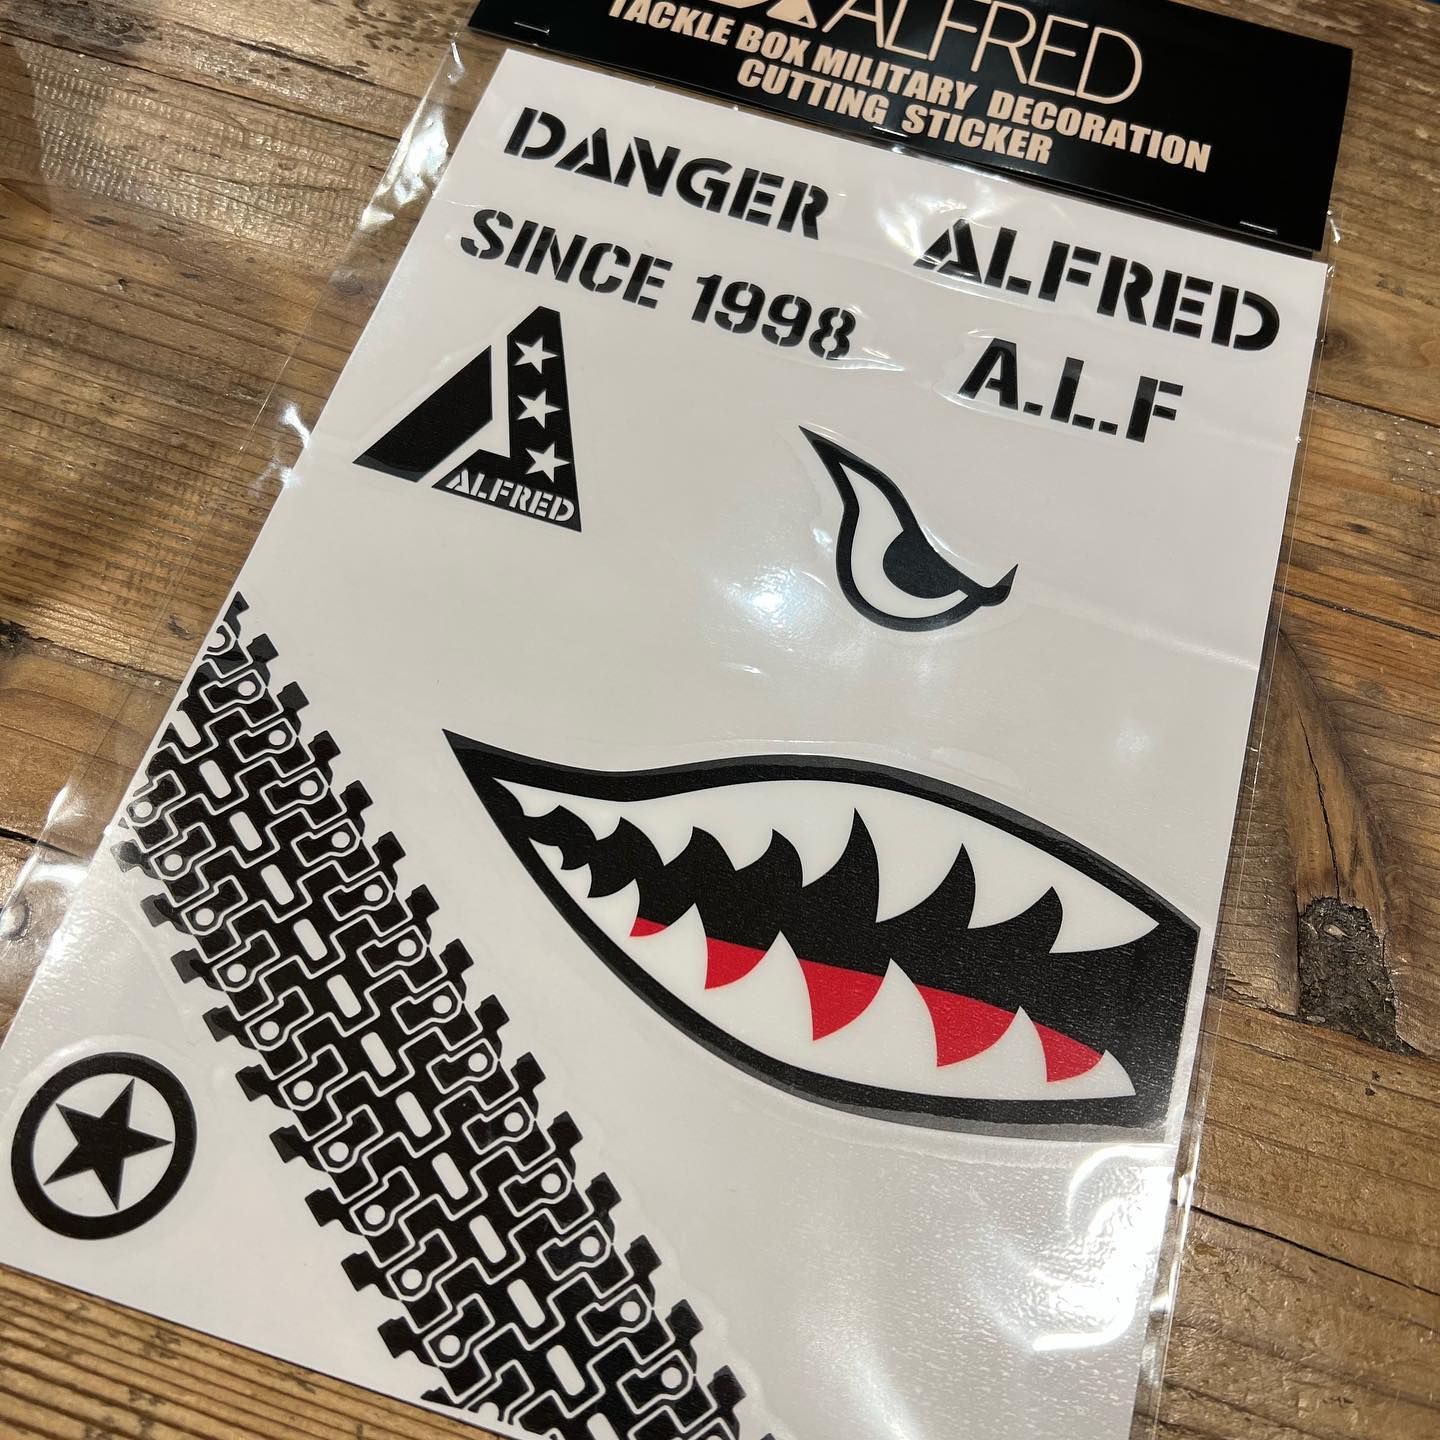 ALFRED
TACKLE BOX MILITARY DECORATION
CUTTING STICKER
DANGER
ALFRED
SINCE 1998
A.L.F
ALFRED